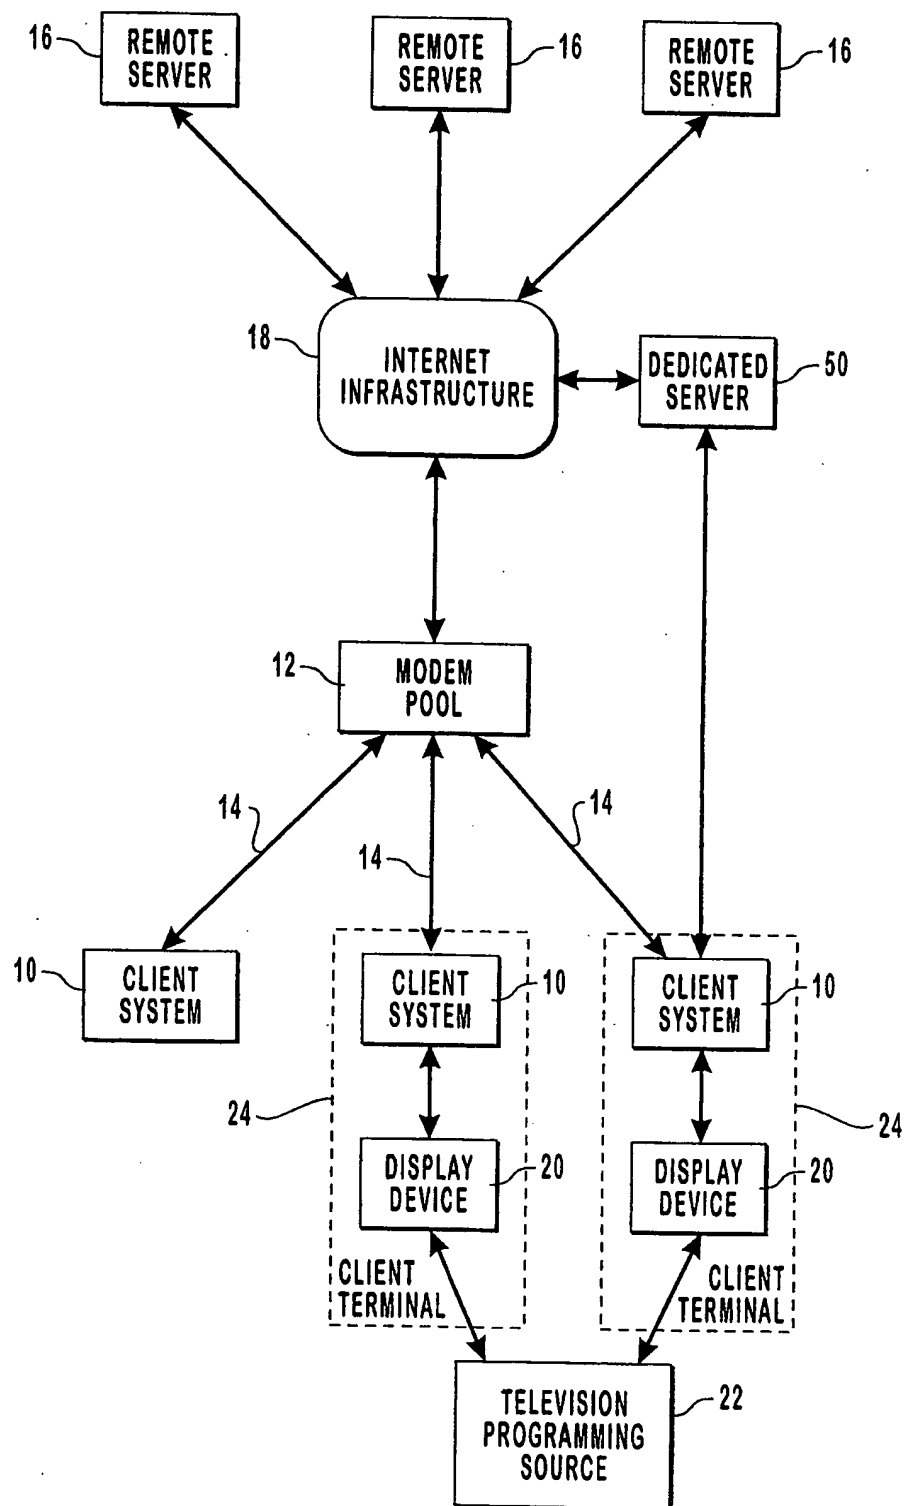 16
REMOTE
SERVER
REMOTE
SERVER
16
REMOTE
SERVER
16
18
INTERNET
INFRASTRUCTURE
DEDICATED
SERVER
50
12
MODEM
POOL
14
14
14
10
CLIENT
SYSTEM
CLIENT
SYSTEM
10
CLIENT
SYSTEM
10
24
24
DISPLAY
DEVICE
20
DISPLAY
DEVICE
20
CLIENT
TERMINAL
CLIENT
TERMINAL
TELEVISION
PROGRAMMING
SOURCE
22